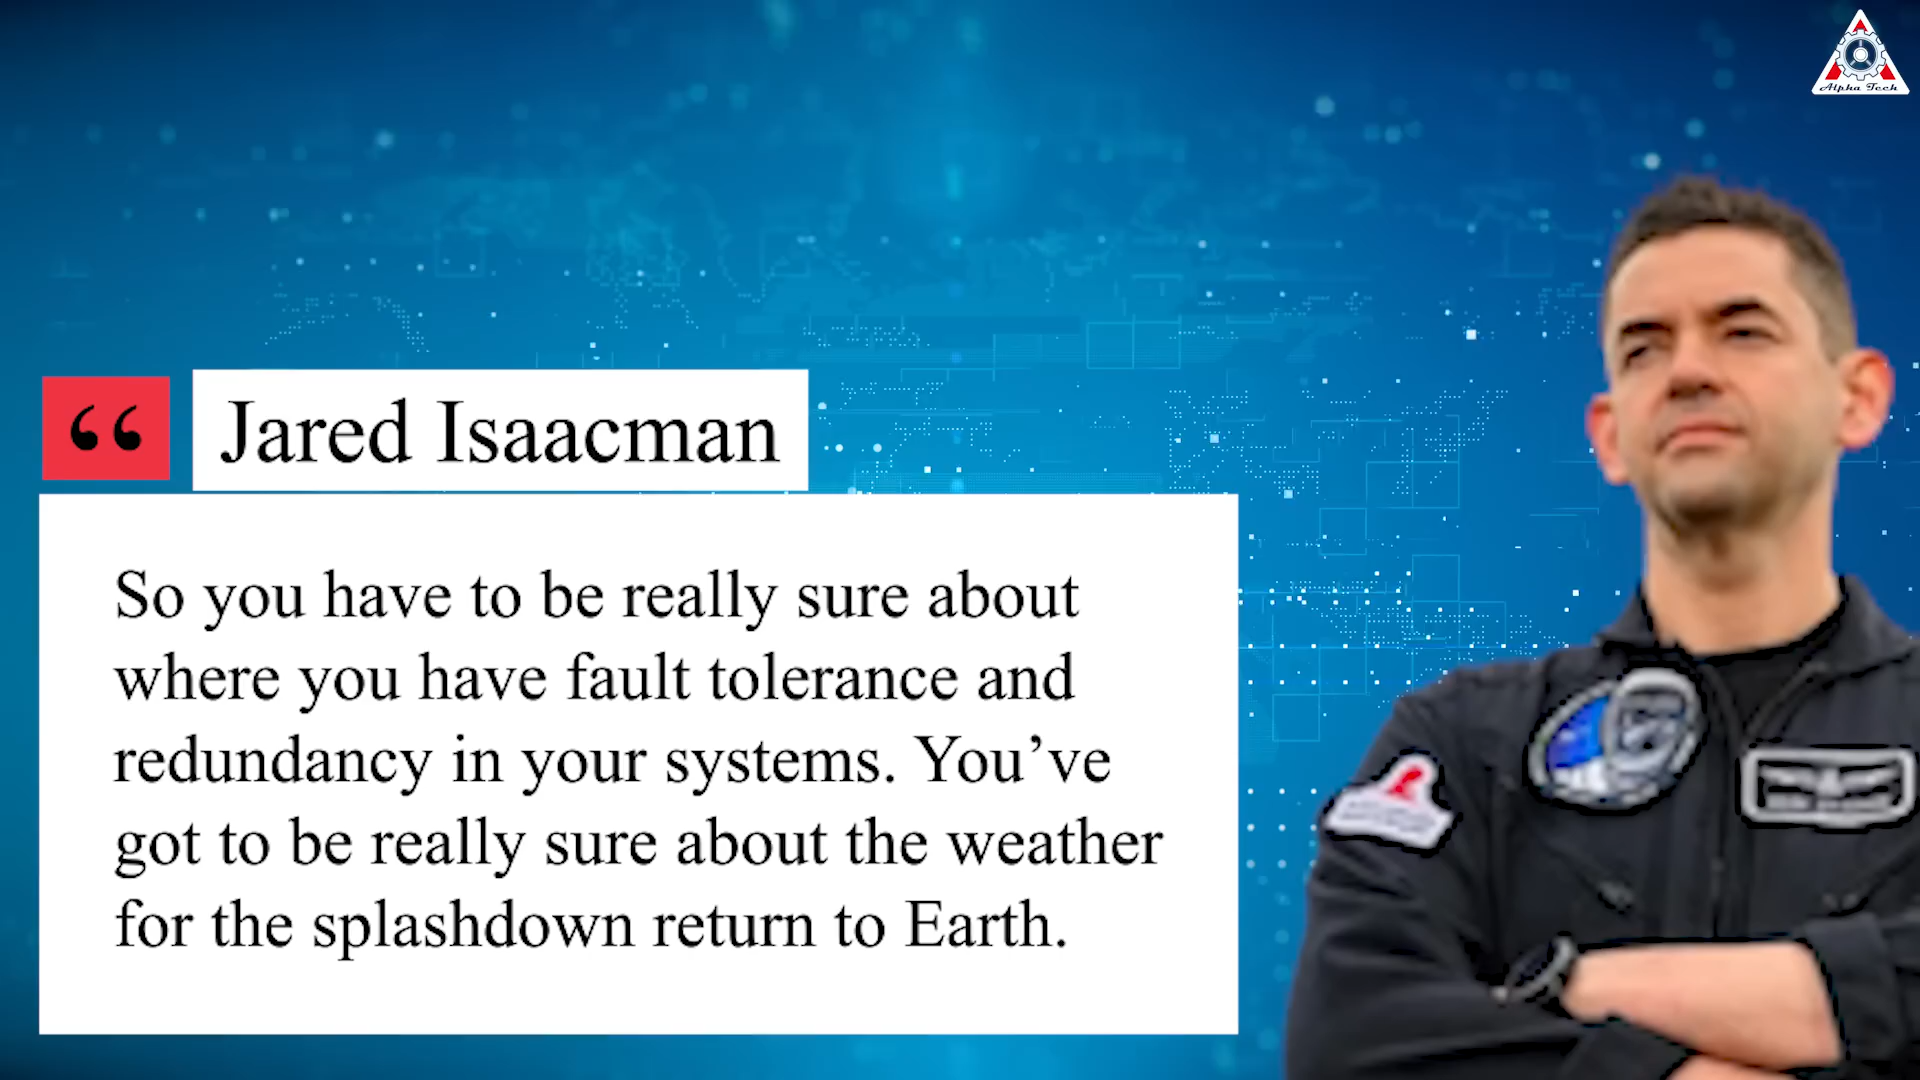 Alpha Tech
“
Jared Isaacman
So you have to be really sure about
where you have fault tolerance and
redundancy in your systems. You’ve
got to be really sure about the weather
for the splashdown return to Earth.